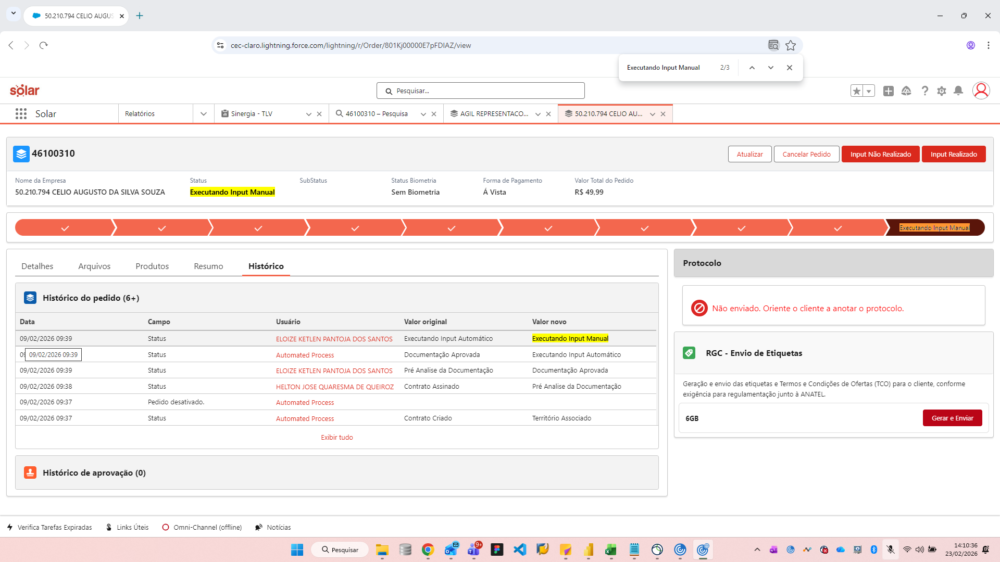 50.210.794 CELIO AUGUS
cec-claro.lightning.force.com/lightning/r/Order/801Kj00000E7pFDIAZ/view
Executando Input Manual 2/3
solar
Pesquisar...
Solar
Relatórios
Sinergia - TLV
46100310 – Pesquisa
AGIL REPRESENTACO...
50.210.794 CELIO AU...
46100310
Atualizar
Cancelar Pedido
Input Não Realizado
Input Realizado
Nome da Empresa
50.210.794 CELIO AUGUSTO DA SILVA SOUZA
Status
Executando Input Manual
SubStatus
Status Biometria
Sem Biometria
Forma de Pagamento
Á Vista
Valor Total do Pedido
R$ 49,99
Executando Input Manual
Detalhes
Arquivos
Produtos
Resumo
Histórico
Histórico do pedido (6+)
Data Campo Usuário Valor original Valor novo
09/02/2026 09:39 Status ELOIZE KETLEN PANTOJA DOS SANTOS Executando Input Automático Executando Input Manual
09/02/2026 09:39 Status Automated Process Documentação Aprovada Executando Input Automático
09/02/2026 09:39 Status ELOIZE KETLEN PANTOJA DOS SANTOS Pré Analise da Documentação Documentação Aprovada
09/02/2026 09:38 Status HELTON JOSE QUARESMA DE QUEIROZ Contrato Assinado Pré Analise da Documentação
09/02/2026 09:37 Pedido desativado. Automated Process
09/02/2026 09:37 Status Automated Process Contrato Criado Território Associado
Exibir tudo
Histórico de aprovação (0)
Protocolo
Não enviado. Oriente o cliente a anotar o protocolo.
RGC - Envio de Etiquetas
Geração e envio das etiquetas e Termos e Condições de Ofertas (TCO) para o cliente, conforme
exigência para regulamentação junto à ANATEL.
6GB
Gerar e Enviar
Verifica Tarefas Expiradas
Links Úteis
Omni-Channel (offline)
Notícias
Pesquisar
9+
14:10:36
23/02/2026